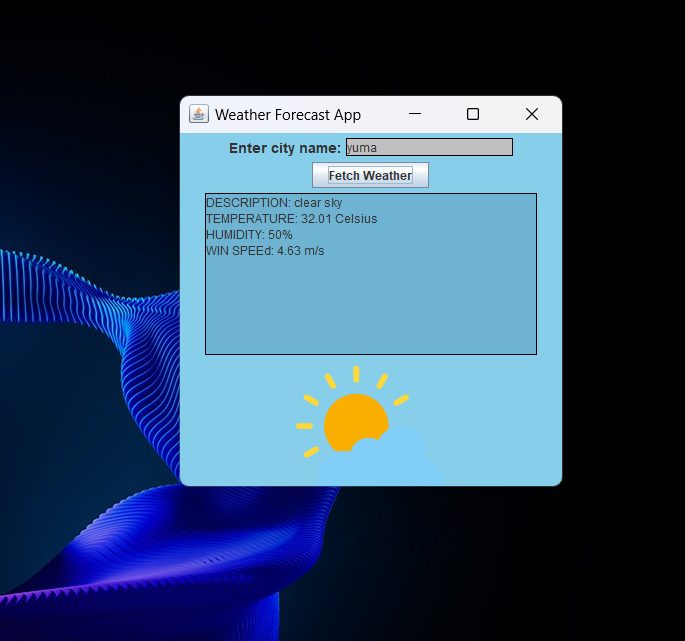 Weather Forecast App
Enter city name: yuma
Fetch Weather
DESCRIPTION: clear sky
TEMPERATURE: 32.01 Celsius
HUMIDITY: 50%
WIN SPEEd: 4.63 m/s